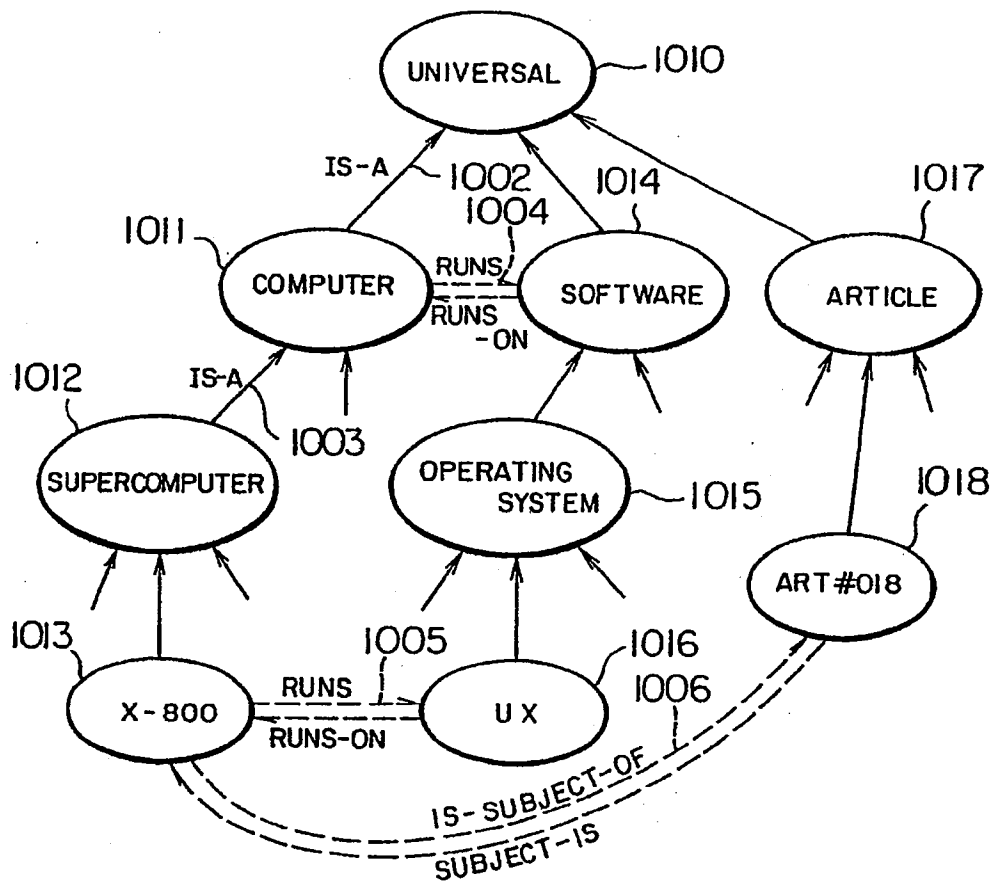 UNIVERSAL
1010
IS-A
1002
1004
1014
1017
1011
COMPUTER
RUNS
RUNS
-ON
SOFTWARE
ARTICLE
1012
IS-A
1003
SUPERCOMPUTER
OPERATING
SYSTEM
1015
1018
ART#018
1013
1005
1016
1006
X-800
RUNS
RUNS-ON
UX
IS-SUBJECT-OF
SUBJECT-IS